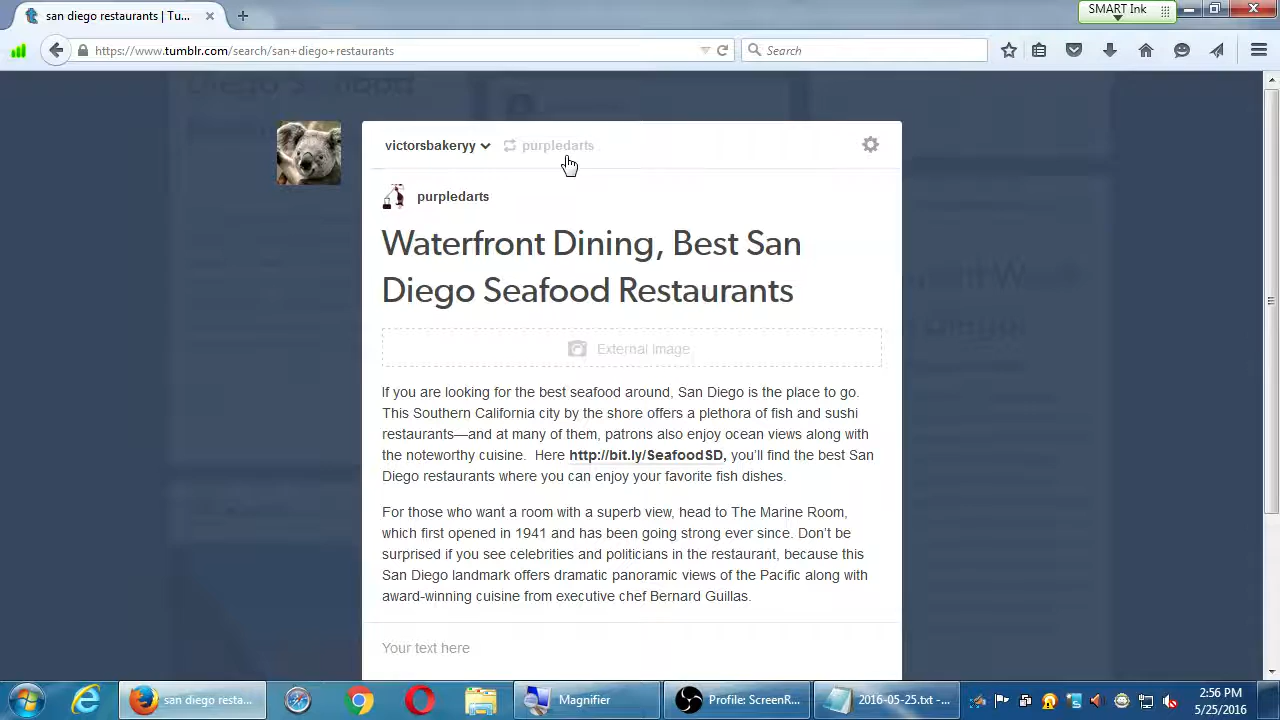 san diego restaurants | Tu...
SMART Ink
https://www.tumblr.com/search/san+diego+restaurants
Search
victorsbakeryy
purpledarts
purpledarts
Waterfront Dining, Best San
Diego Seafood Restaurants
External Image
If you are looking for the best seafood around, San Diego is the place to go.
This Southern California city by the shore offers a plethora of fish and sushi
restaurants—and at many of them, patrons also enjoy ocean views along with
the noteworthy cuisine.  Here http://bit.ly/SeafoodSD, you’ll find the best San
Diego restaurants where you can enjoy your favorite fish dishes.
For those who want a room with a superb view, head to The Marine Room,
which first opened in 1941 and has been going strong ever since. Don’t be
surprised if you see celebrities and politicians in the restaurant, because this
San Diego landmark offers dramatic panoramic views of the Pacific along with
award-winning cuisine from executive chef Bernard Guillas.
Your text here
san diego resta...
Magnifier
Profile: ScreenR...
2016-05-25.txt -...
2:56 PM
5/25/2016